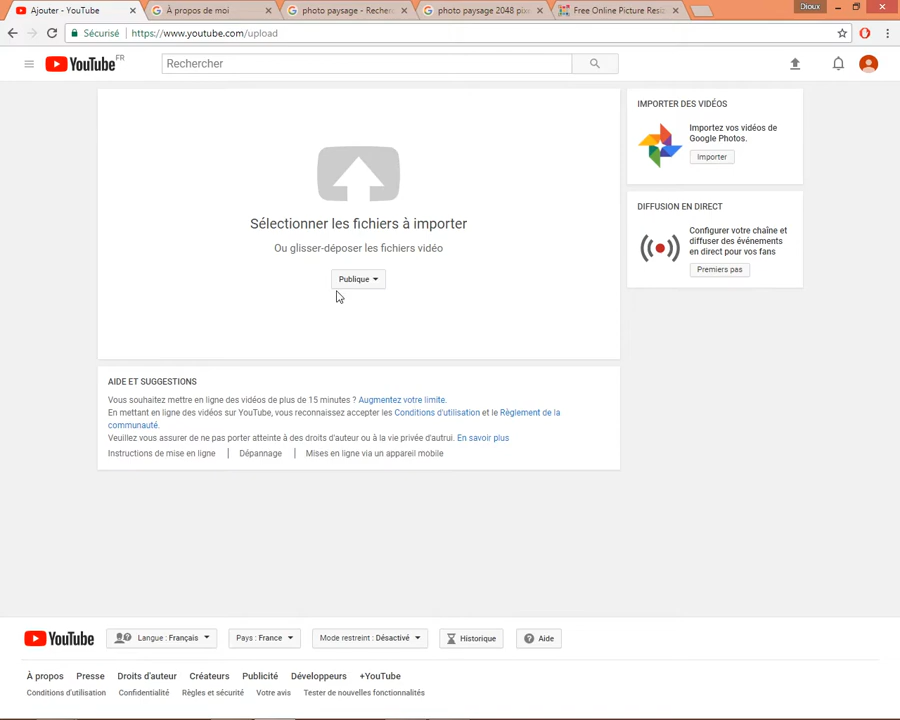 Ajouter - YouTube
À propos de moi
photo paysage - Recher
photo paysage 2048 pixe
Free Online Picture Resi
Dioux
Sécurisé
https://www.youtube.com/upload
YouTube FR
Rechercher
Sélectionner les fichiers à importer
Ou glisser-déposer les fichiers vidéo
Publique
IMPORTER DES VIDÉOS
Importez vos vidéos de
Google Photos.
Importer
DIFFUSION EN DIRECT
Configurer votre chaîne et
diffuser des événements
en direct pour vos fans
Premiers pas
AIDE ET SUGGESTIONS
Vous souhaitez mettre en ligne des vidéos de plus de 15 minutes ? Augmentez votre limite.
En mettant en ligne des vidéos sur YouTube, vous reconnaissez accepter les Conditions d'utilisation et le Règlement de la
communauté.
Veuillez vous assurer de ne pas porter atteinte à des droits d'auteur ou à la vie privée d'autrui. En savoir plus
Instructions de mise en ligne | Dépannage | Mises en ligne via un appareil mobile
YouTube
Langue : Français
Pays : France
Mode restreint : Désactivé
Historique
Aide
À propos Presse Droits d'auteur Créateurs Publicité Développeurs +YouTube
Conditions d'utilisation Confidentialité Règles et sécurité Votre avis Tester de nouvelles fonctionnalités